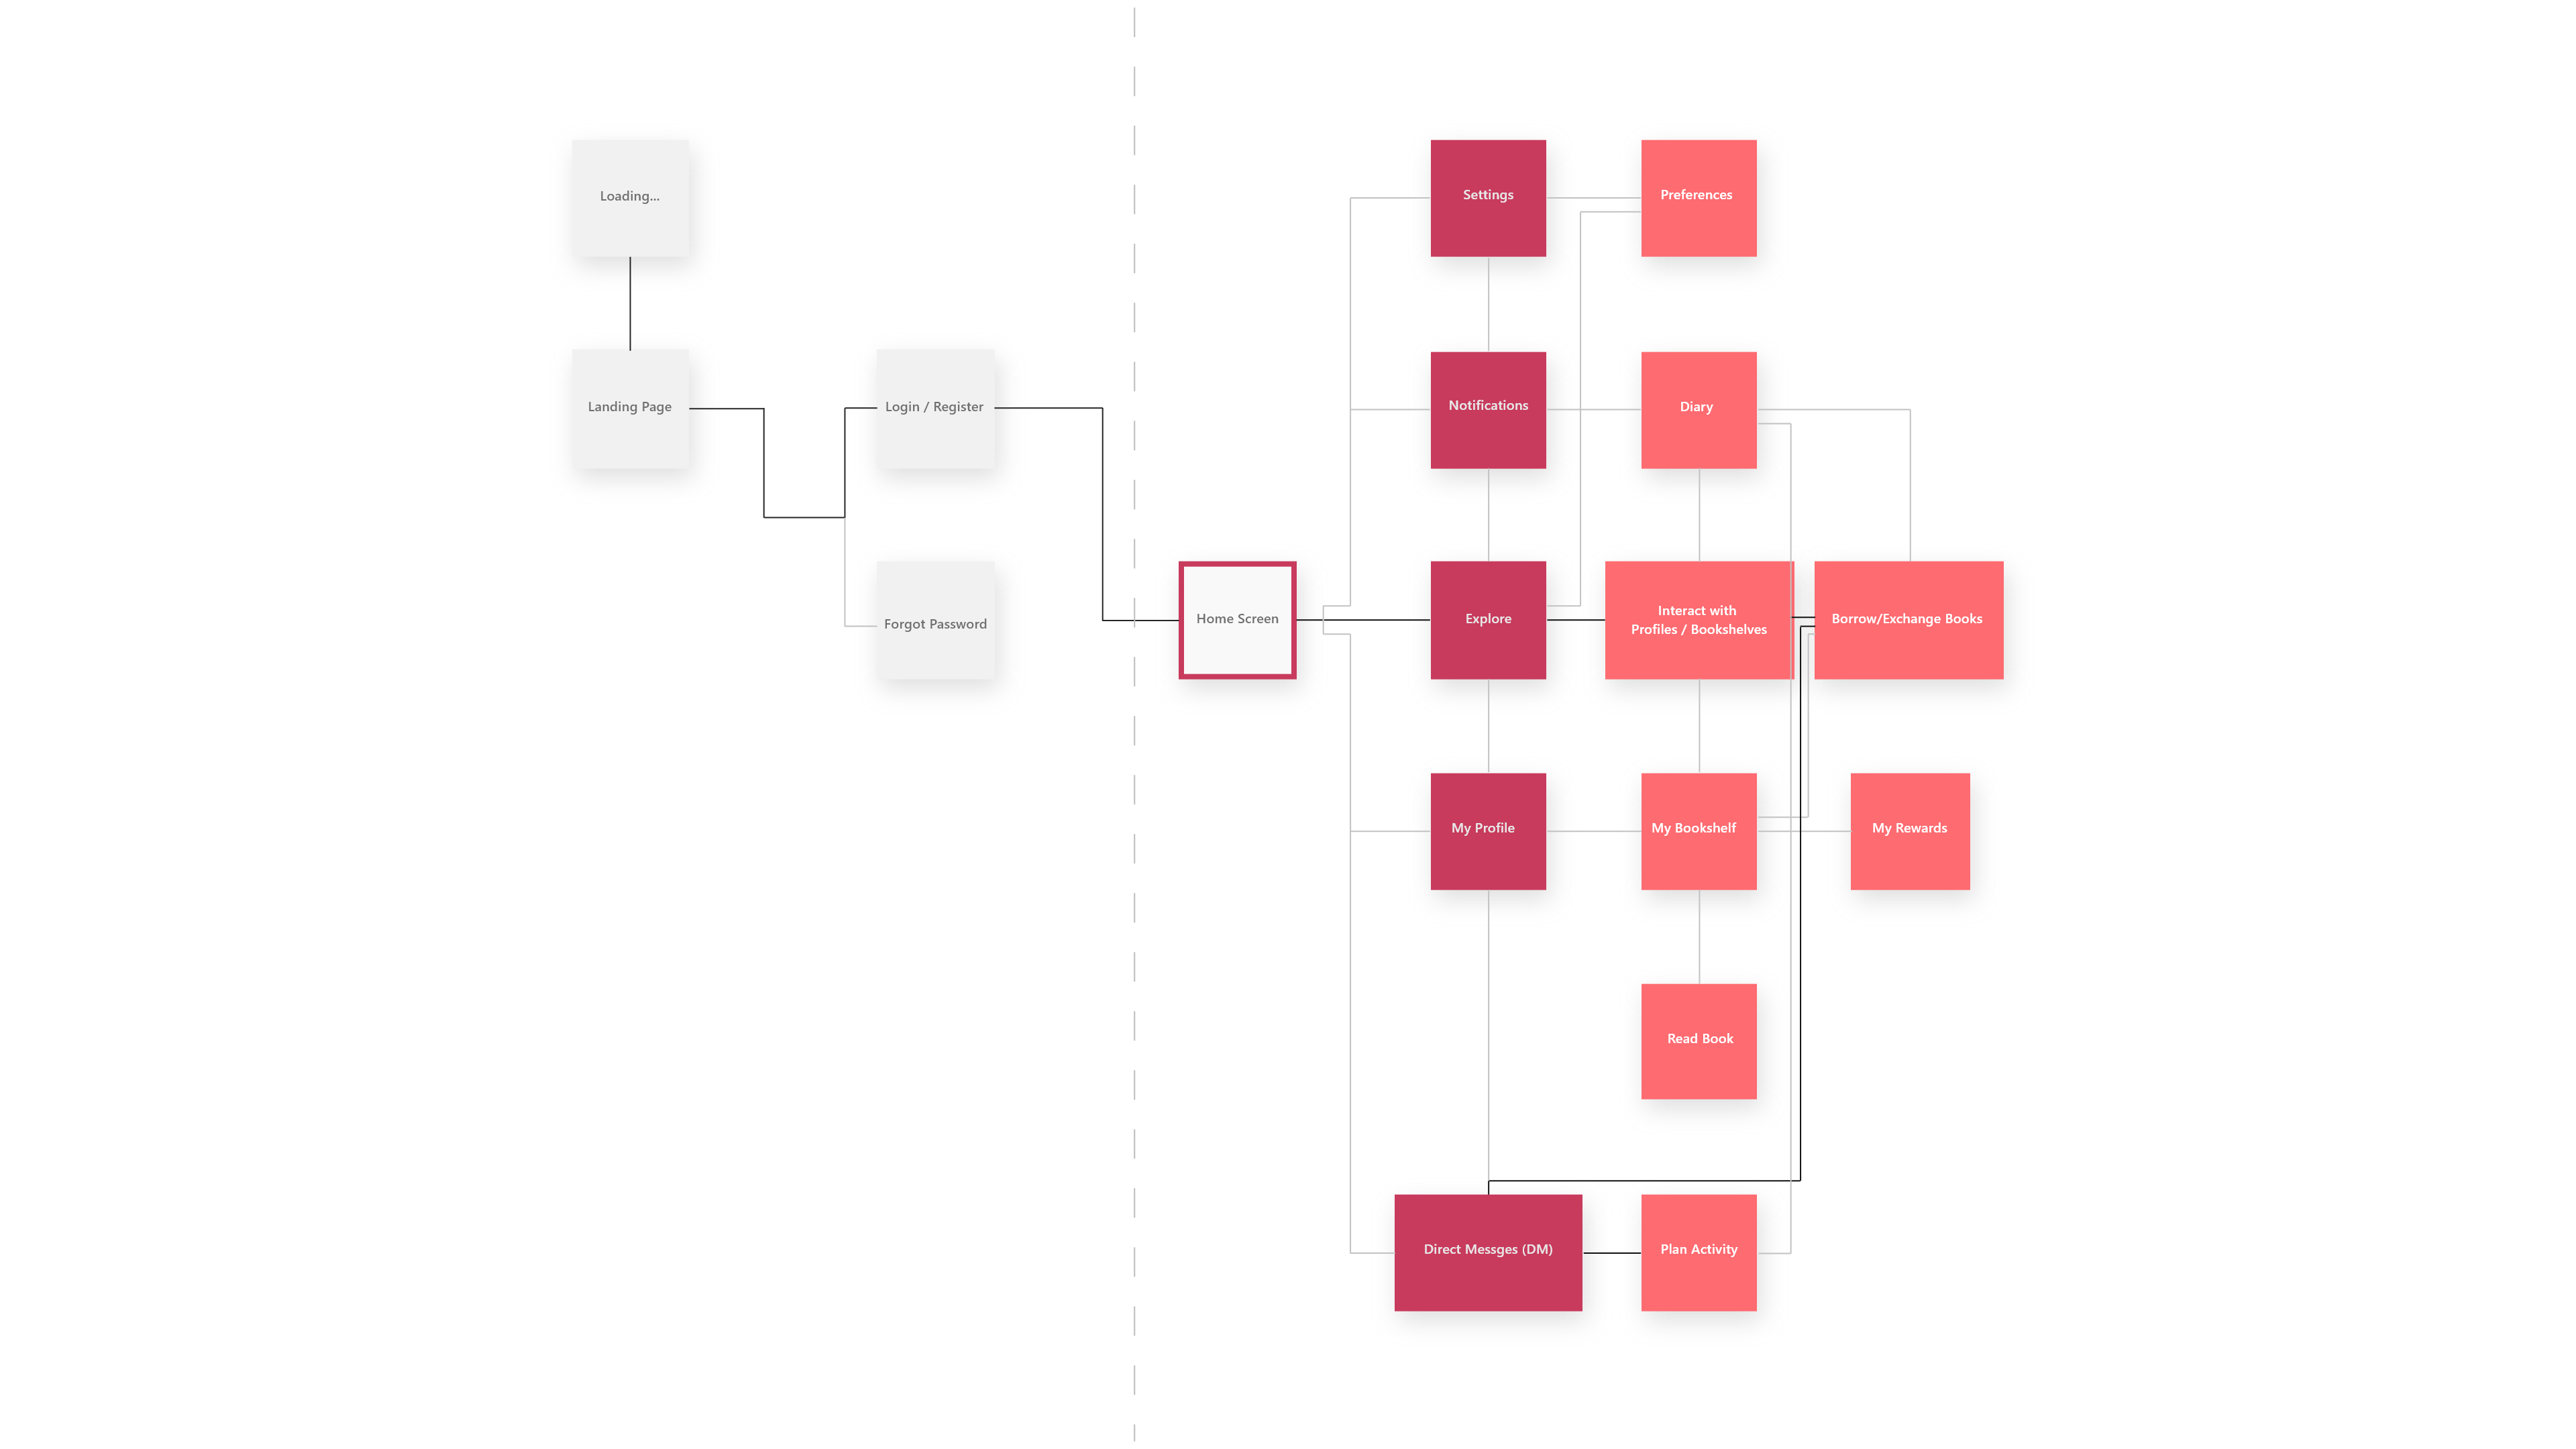 Loading...
Landing Page
Login / Register
Forgot Password
Home Screen
Settings
Preferences
Notifications
Diary
Explore
Interact with
Profiles / Bookshelves
Borrow/Exchange Books
My Profile
My Bookshelf
My Rewards
Read Book
Direct Messges (DM)
Plan Activity